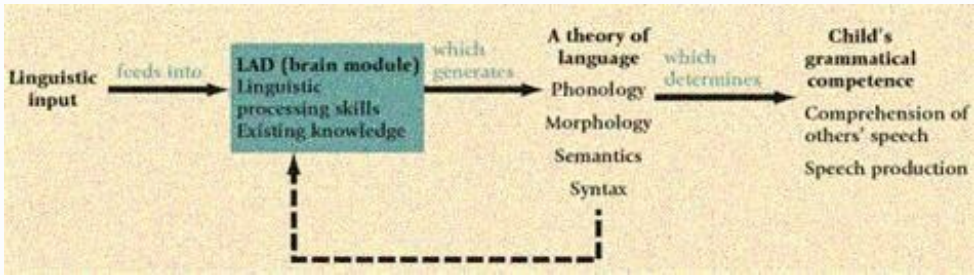 Linguistic
input
feeds into
LAD (brain module)
Linguistic
processing skills
Existing knowledge
which
generates
A theory of
language
Phonology
Morphology
Semantics
Syntax
which
determines
Child's
grammatical
competence
Comprehension of
others' speech
Speech production